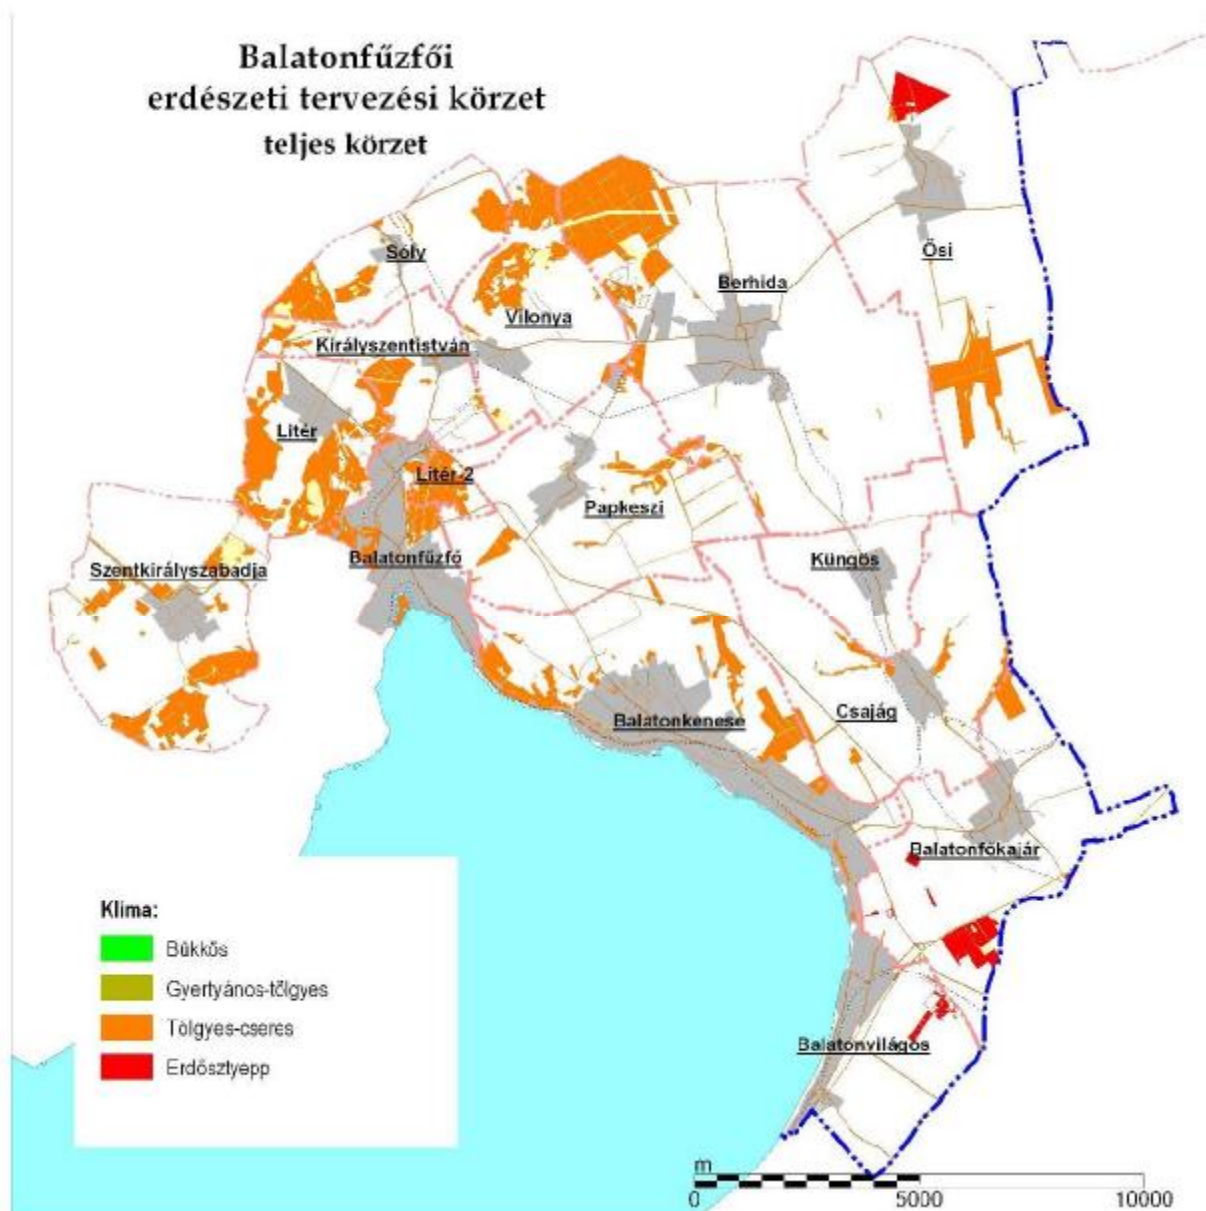 Balatonfűzfői
erdészeti tervezési körzet
teljes körzet
Sóly
Ősi
Berhida
Vilonya
Királyszentistván
Litér
Litér-2
Papkeszi
Balatonfűzfő
Küngös
Szentkirályszabadja
Csajág
Balatonkenese
Balatonfőkajár
Klíma:
Bükkös
Gyertyános-tölgyes
Tölgyes-cseres
Erdősztyepp
Balatonvilágos
m
0 5000 10000